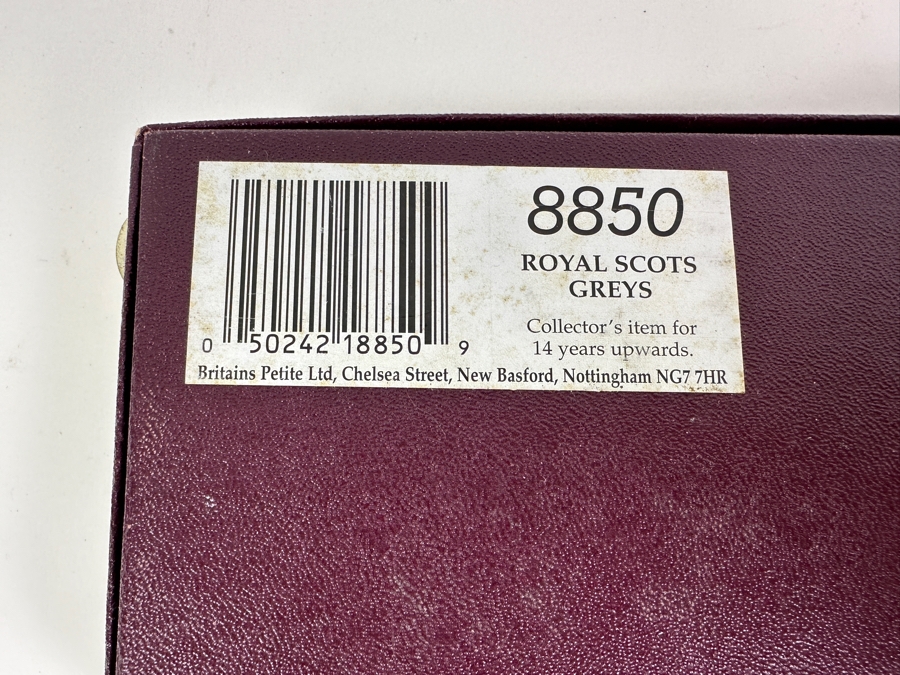 8850
ROYAL SCOTS
GREYS
Collector's item for
14 years upwards.
0 50242 18850 9
Britains Petite Ltd, Chelsea Street, New Basford, Nottingham NG7 7HR